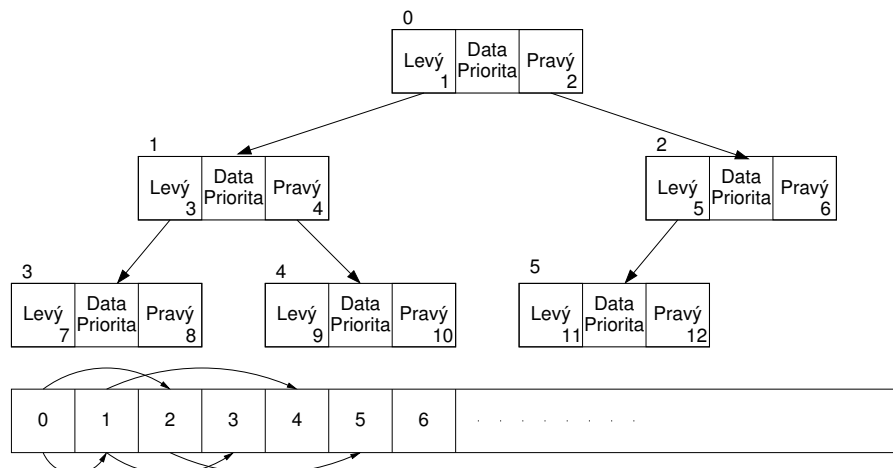 0
Levý 1 Data Priorita Pravý 2
1
Levý 3 Data Priorita Pravý 4
2
Levý 5 Data Priorita Pravý 6
3
Levý 7 Data Priorita Pravý 8
4
Levý 9 Data Priorita Pravý 10
5
Levý 11 Data Priorita Pravý 12
0 1 2 3 4 5 6 . . . . . . . .